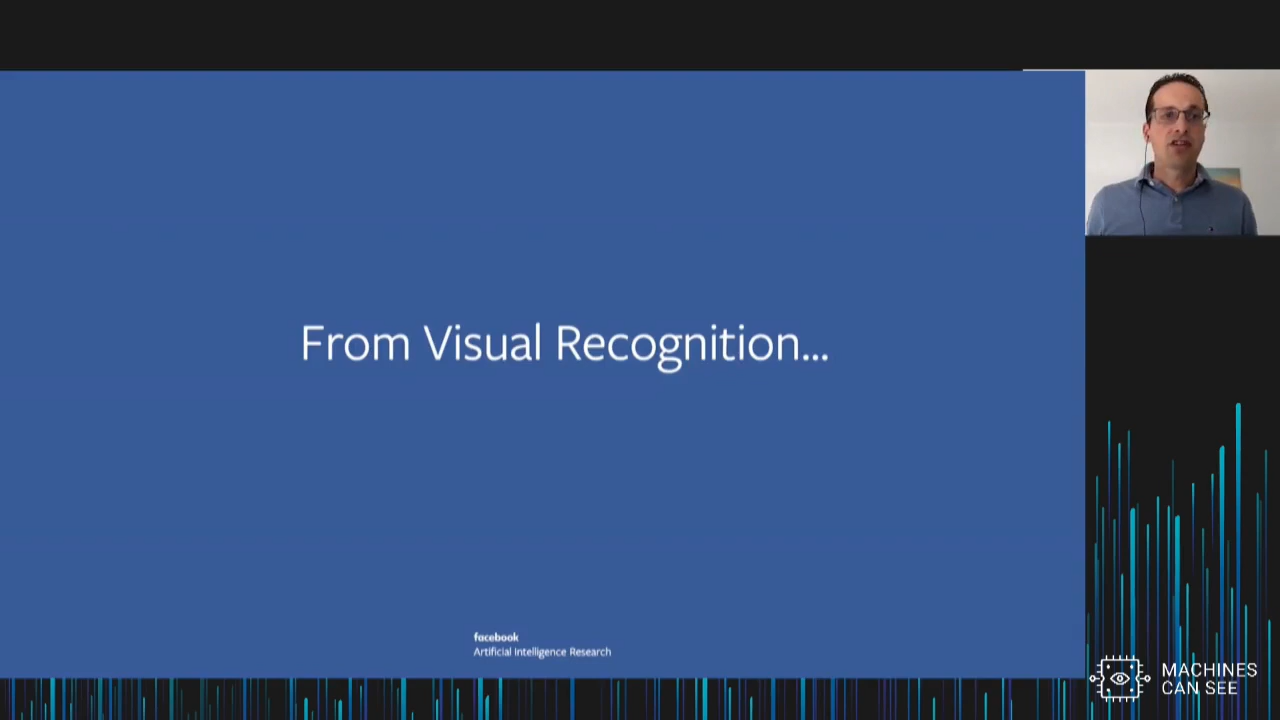 From Visual Recognition...
facebook
Artificial Intelligence Research
MACHINES
CAN SEE